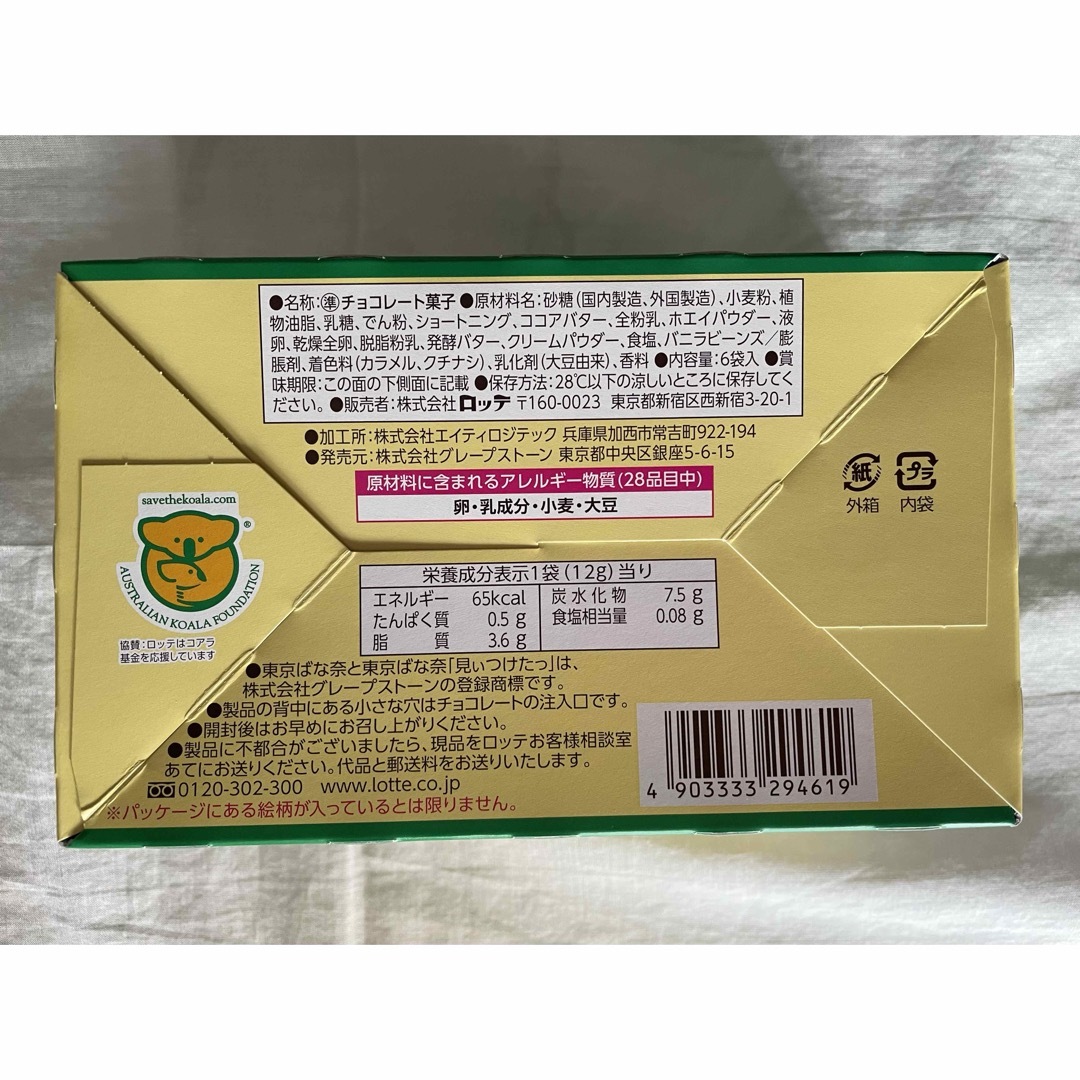 ●名称:㊜チョコレート菓子 ●原材料名:砂糖(国内製造、外国製造)、小麦粉、植
物油脂、乳糖、でん粉、ショートニング、ココアバター、全粉乳、ホエイパウダー、液
卵、乾燥全卵、脱脂粉乳、発酵バター、クリームパウダー、食塩、バニラビーンズ/膨
脹剤、着色料(カラメル、クチナシ)、乳化剤(大豆由来)、香料 ●内容量:6袋入 ●賞
味期限:この面の下側面に記載 ●保存方法:28℃以下の涼しいところに保存してく
ださい。●販売者:株式会社ロッテ 〒160-0023 東京都新宿区西新宿3-20-1
●加工所:株式会社エイティロジテック 兵庫県加西市常吉町922-194
●発売元:株式会社グレープストーン 東京都中央区銀座5-6-15
原材料に含まれるアレルギー物質(28品目中)
卵・乳成分・小麦・大豆
紙
外箱
プラ
内袋
savethekoala.com
®
AUSTRALIAN KOALA FOUNDATION
協賛:ロッテはコアラ
基金を応援しています
栄養成分表示1袋(12g)当り
エネルギー 65kcal
たんぱく質 0.5 g
脂 質 3.6 g
炭水化物 7.5 g
食塩相当量 0.08 g
●東京ばな奈と東京ばな奈「見ぃつけたっ」は、
株式会社グレープストーンの登録商標です。
●製品の背中にある小さな穴はチョコレートの注入口です。
●開封後はお早めにお召し上がりください。
●製品に不都合がございましたら、現品をロッテお客様相談室
あてにお送りください。代品と郵送料をお送りいたします。
0120-302-300 www.lotte.co.jp
※パッケージにある絵柄が入っているとは限りません。
4 903333 294619